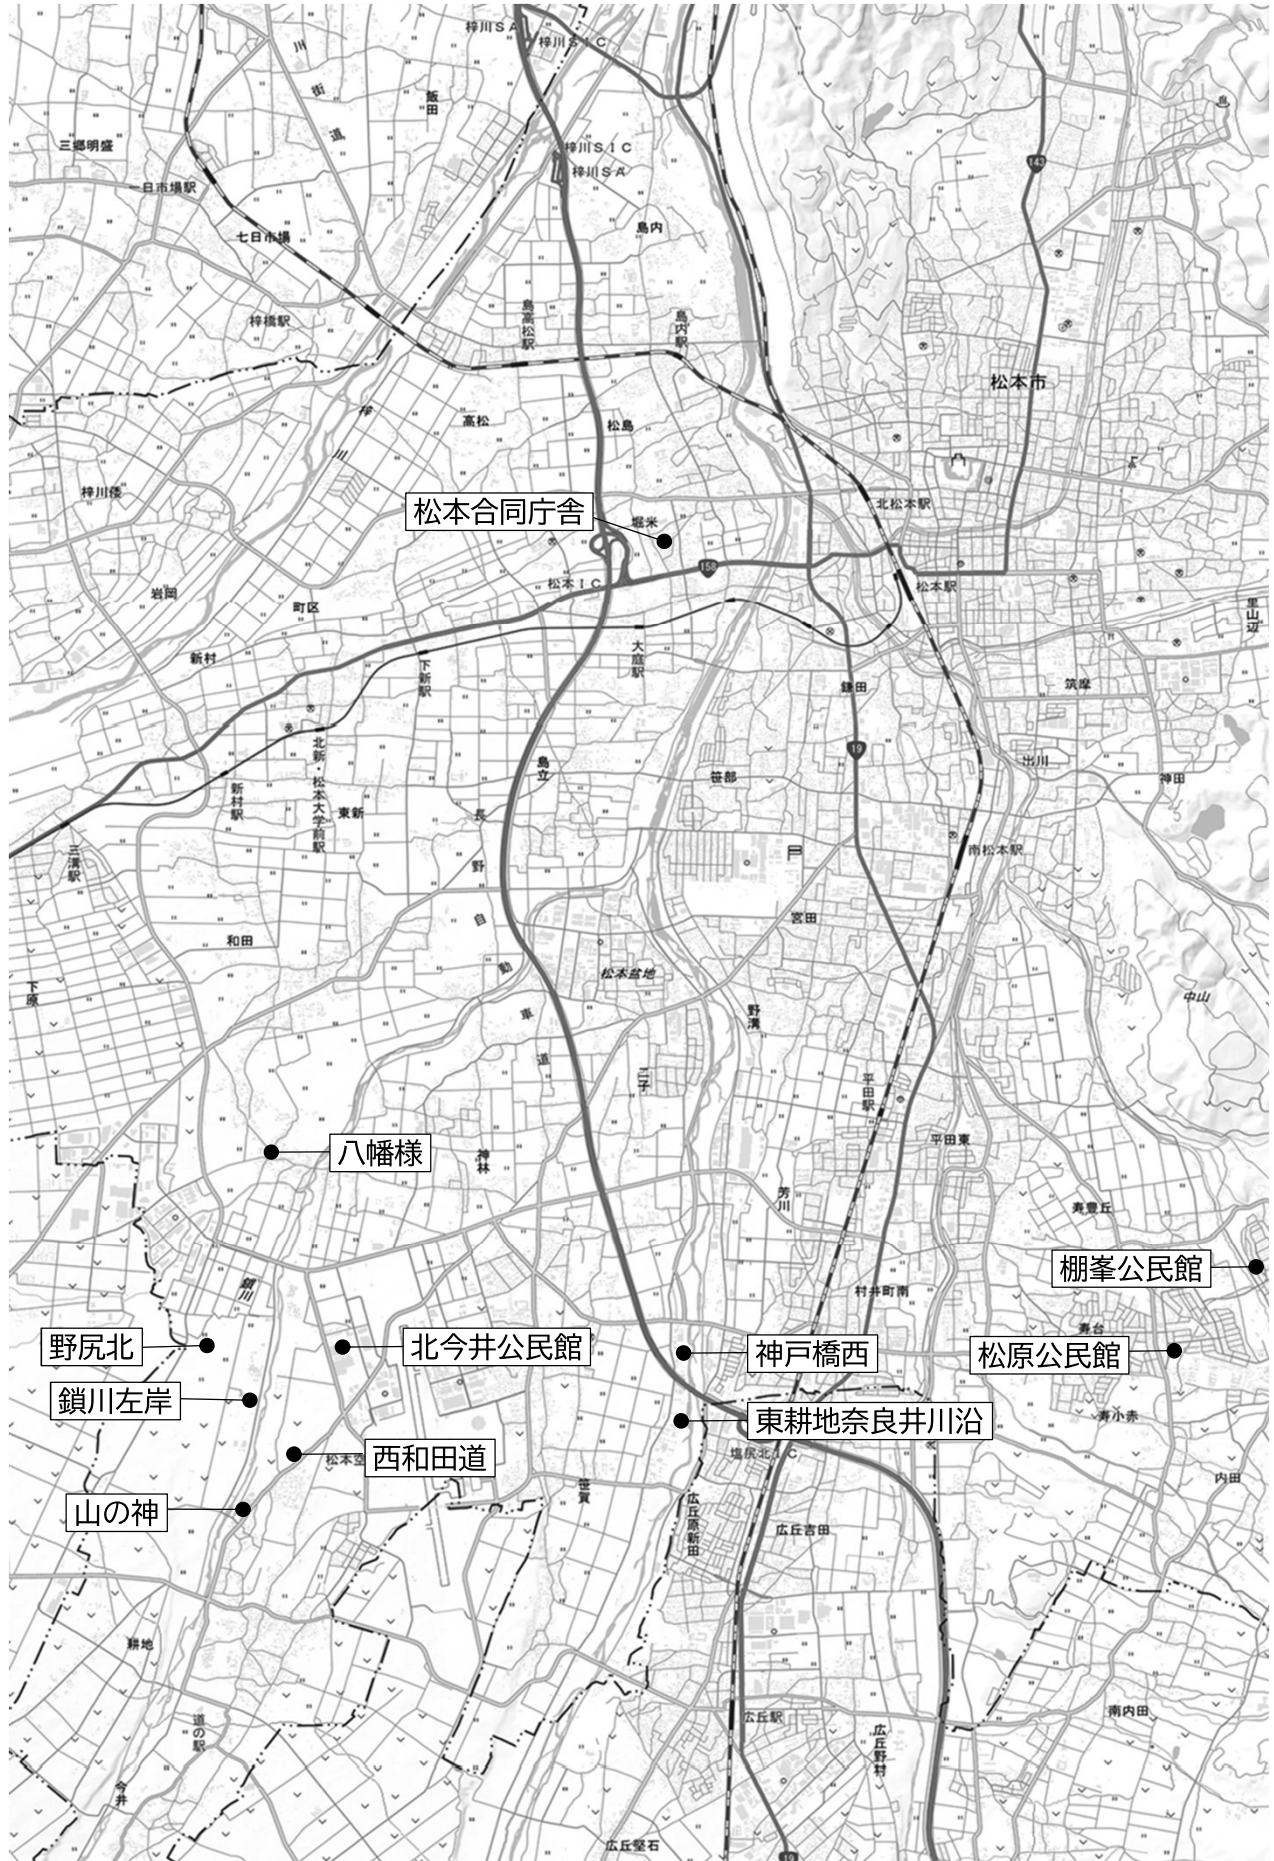 梓川SA
梓川SIC
川街道
飯田
三郷明盛
梓川SIC
梓川SA
143
一日市場駅
七日市場
島内
梓橋駅
島高松駅
島内駅
松本市
梓
川
高松
松島
梓川倭
松本合同庁舎
堀米
北松本駅
158
松本IC
松本駅
岩岡
町区
里山辺
新村
下新駅
大庭駅
鎌田
筑摩
19
出川
神田
北新・松本大学前駅
島立
笹部
新村駅
東新
長野自動車道
三溝駅
南松本駅
宮田
和田
松本盆地
下原
中山
野溝
二子
平田駅
平田東
八幡様
神林
芳川
寿豊丘
棚峯公民館
鎖川
村井町南
寿台
野尻北
北今井公民館
神戸橋西
松原公民館
鎖川左岸
東耕地奈良井川沿
寿小赤
西和田道
松本空
塩尻北IC
内田
笹賀
山の神
広丘原新田
広丘吉田
耕地
道の駅
広丘駅
南内田
広丘野村
今井
広丘堅石
19